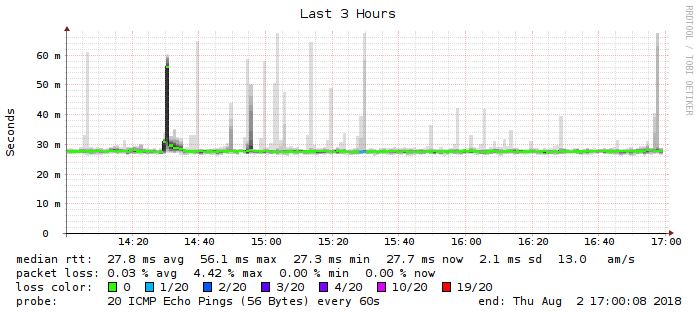 Last 3 Hours
RRDTOOL / TOBI OETIKER
Seconds
60 m
50 m
40 m
30 m
20 m
10 m
0
14:20 14:40 15:00 15:20 15:40 16:00 16:20 16:40 17:00
median rtt: 27.8 ms avg 56.1 ms max 27.3 ms min 27.7 ms now 2.1 ms sd 13.0 am/s
packet loss: 0.03 % avg 4.42 % max 0.00 % min 0.00 % now
loss color: 0 1/20 2/20 3/20 4/20 10/20 19/20
probe: 20 ICMP Echo Pings (56 Bytes) every 60s end: Thu Aug 2 17:00:08 2018